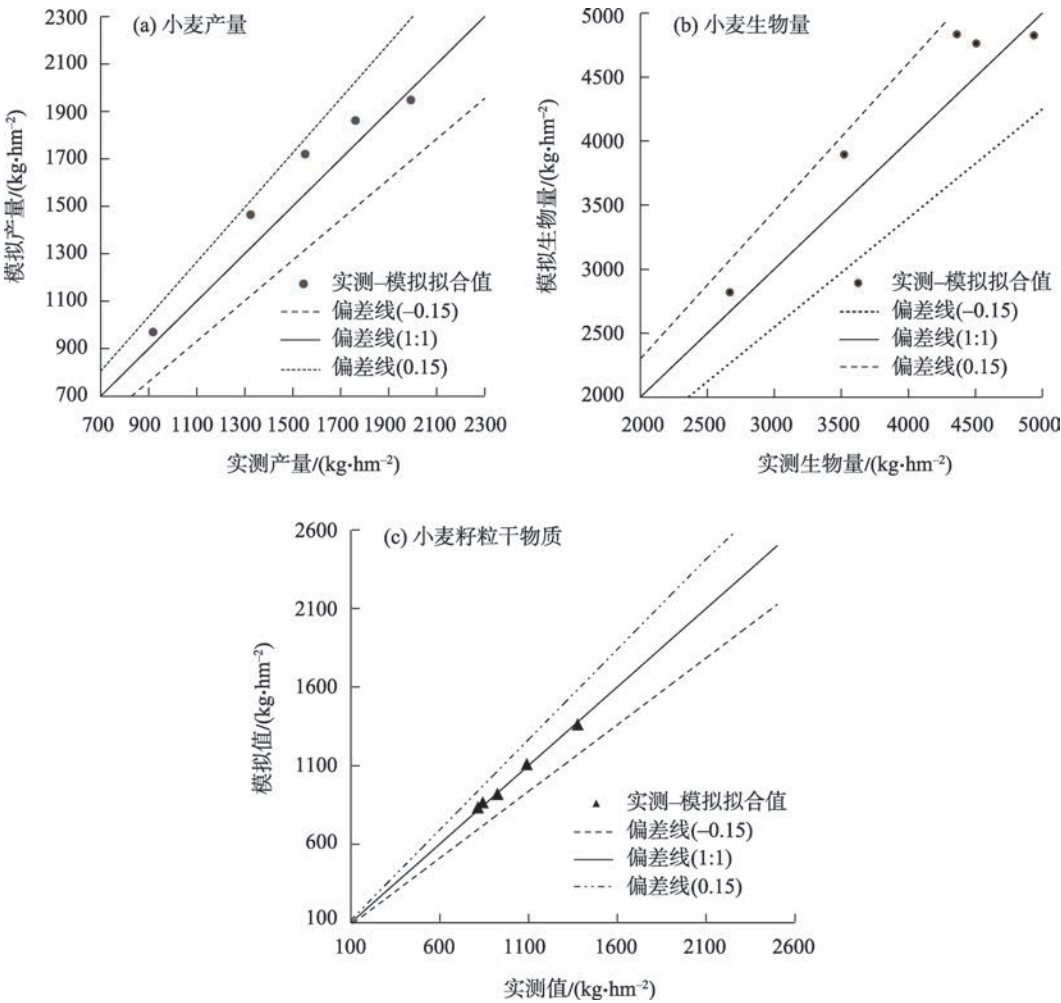 (a) 小麦产量
2300
2100
1900
1700
1500
1300
1100
900
700
模拟产量/(kg·hm⁻²)
实测–模拟拟合值
偏差线(–0.15)
偏差线(1:1)
偏差线(0.15)
700 900 1100 1300 1500 1700 1900 2100 2300
实测产量/(kg·hm⁻²)
(b) 小麦生物量
5000
4500
4000
3500
3000
2500
2000
模拟生物量/(kg·hm⁻²)
实测–模拟拟合值
偏差线(–0.15)
偏差线(1:1)
偏差线(0.15)
2000 2500 3000 3500 4000 4500 5000
实测生物量/(kg·hm⁻²)
(c) 小麦籽粒干物质
2600
2100
1600
1100
600
100
模拟值/(kg·hm⁻²)
实测–模拟拟合值
偏差线(–0.15)
偏差线(1:1)
偏差线(0.15)
100 600 1100 1600 2100 2600
实测值/(kg·hm⁻²)